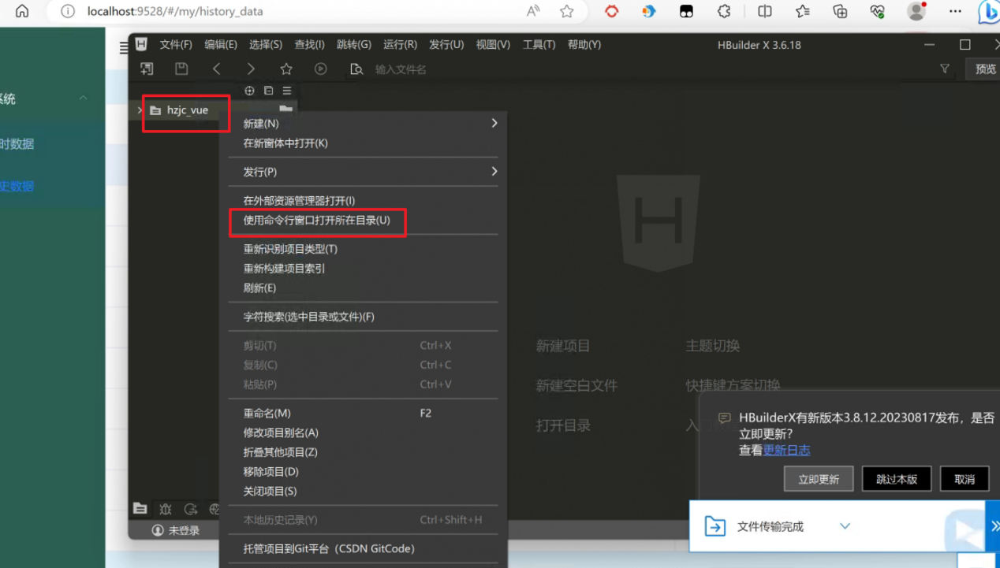 localhost:9528/#/my/history_data
文件(F) 编辑(E) 选择(S) 查找(I) 跳转(G) 运行(R) 发行(U) 视图(V) 工具(T) 帮助(Y)
HBuilder X 3.6.18
输入文件名
预览
系统
时数据
史数据
hzjc_vue
新建(N)
在新窗体中打开(K)
发行(P)
在外部资源管理器打开(I)
使用命令行窗口打开所在目录(U)
重新识别项目类型(T)
重新构建项目索引
刷新(E)
字符搜索(选中目录或文件)(F)
剪切(T) Ctrl+X
复制(C) Ctrl+C
粘贴(P) Ctrl+V
重命名(M) F2
修改项目别名(A)
折叠其他项目(Z)
移除项目(D)
关闭项目(S)
本地历史记录(Y) Ctrl+Shift+H
托管项目到Git平台（CSDN GitCode）
新建项目 主题切换
新建空白文件 快捷键方案切换
打开目录 入
HBuilderX有新版本3.8.12.20230817发布，是否
立即更新?
查看更新日志
立即更新 跳过本版 取消
文件传输完成
未登录